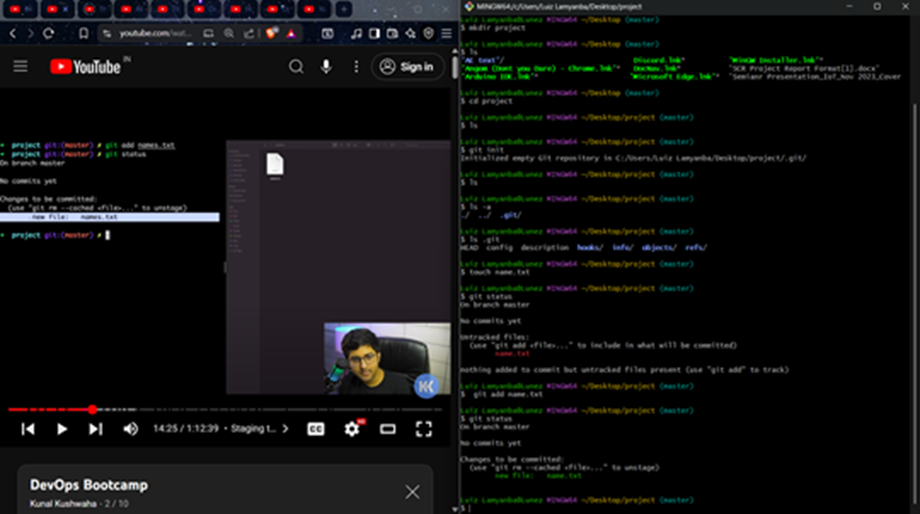 youtube.com/wat...
YouTube IN
Sign in
→ project git:(master) ✗ git add names.txt
→ project git:(master) ✗ git status
On branch master
No commits yet
Changes to be committed:
(use "git rm --cached <file>..." to unstage)
new file: names.txt
→ project git:(master) ✗
14:25 / 1:12:39 • Staging t...
DevOps Bootcamp
Kunal Kushwaha - 2 / 10
MINGW64:/c/Users/Luiz Lamyanba/Desktop/project
Luiz Lamyanba@Lunez MINGW64 ~/Desktop (master)
$ mkdir project
Luiz Lamyanba@Lunez MINGW64 ~/Desktop (master)
$ ls
Discord.lnk* 'MinGW Installer.lnk'*
'Angom (Dont you Dare) - Chrome.lnk'* DocNav.lnk* 'SCR Project Report Format[1].docx'
'Arduino IDE.lnk'* 'Microsoft Edge.lnk'*
Luiz Lamyanba@Lunez MINGW64 ~/Desktop (master)
$ cd project
Luiz Lamyanba@Lunez MINGW64 ~/Desktop/project (master)
$ ls
Luiz Lamyanba@Lunez MINGW64 ~/Desktop/project (master)
$ git init
Initialized empty Git repository in C:/Users/Luiz Lamyanba/Desktop/project/.git/
Luiz Lamyanba@Lunez MINGW64 ~/Desktop/project (master)
$ ls
Luiz Lamyanba@Lunez MINGW64 ~/Desktop/project (master)
$ ls -a
./ ../ .git/
Luiz Lamyanba@Lunez MINGW64 ~/Desktop/project (master)
$ ls .git
HEAD config description hooks/ info/ objects/ refs/
Luiz Lamyanba@Lunez MINGW64 ~/Desktop/project (master)
$ touch name.txt
Luiz Lamyanba@Lunez MINGW64 ~/Desktop/project (master)
$ git status
On branch master
No commits yet
Untracked files:
(use "git add <file>..." to include in what will be committed)
name.txt
nothing added to commit but untracked files present (use "git add" to track)
Luiz Lamyanba@Lunez MINGW64 ~/Desktop/project (master)
$ git add name.txt
Luiz Lamyanba@Lunez MINGW64 ~/Desktop/project (master)
$ git status
On branch master
No commits yet
Changes to be committed:
(use "git rm --cached <file>..." to unstage)
new file: name.txt
Luiz Lamyanba@Lunez MINGW64 ~/Desktop/project (master)
$